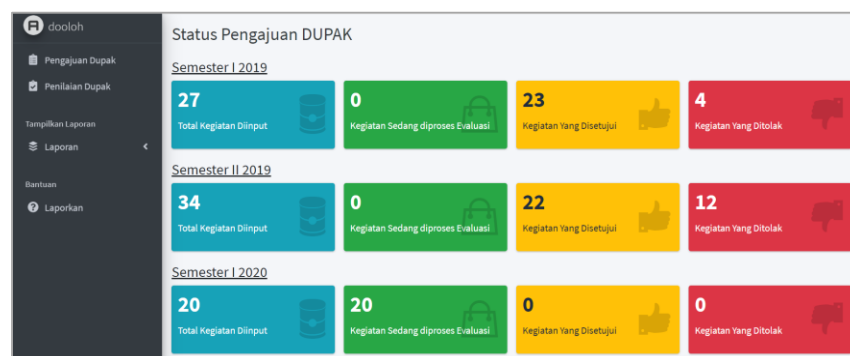 dooloh
Pengajuan Dupak
Penilaian Dupak
Tampilkan Laporan
Laporan
Bantuan
Laporkan
Status Pengajuan DUPAK
Semester I 2019
27
Total Kegiatan Diinput
0
Kegiatan Sedang diproses Evaluasi
23
Kegiatan Yang Disetujui
4
Kegiatan Yang Ditolak
Semester II 2019
34
Total Kegiatan Diinput
0
Kegiatan Sedang diproses Evaluasi
22
Kegiatan Yang Disetujui
12
Kegiatan Yang Ditolak
Semester I 2020
20
Total Kegiatan Diinput
20
Kegiatan Sedang diproses Evaluasi
0
Kegiatan Yang Disetujui
0
Kegiatan Yang Ditolak